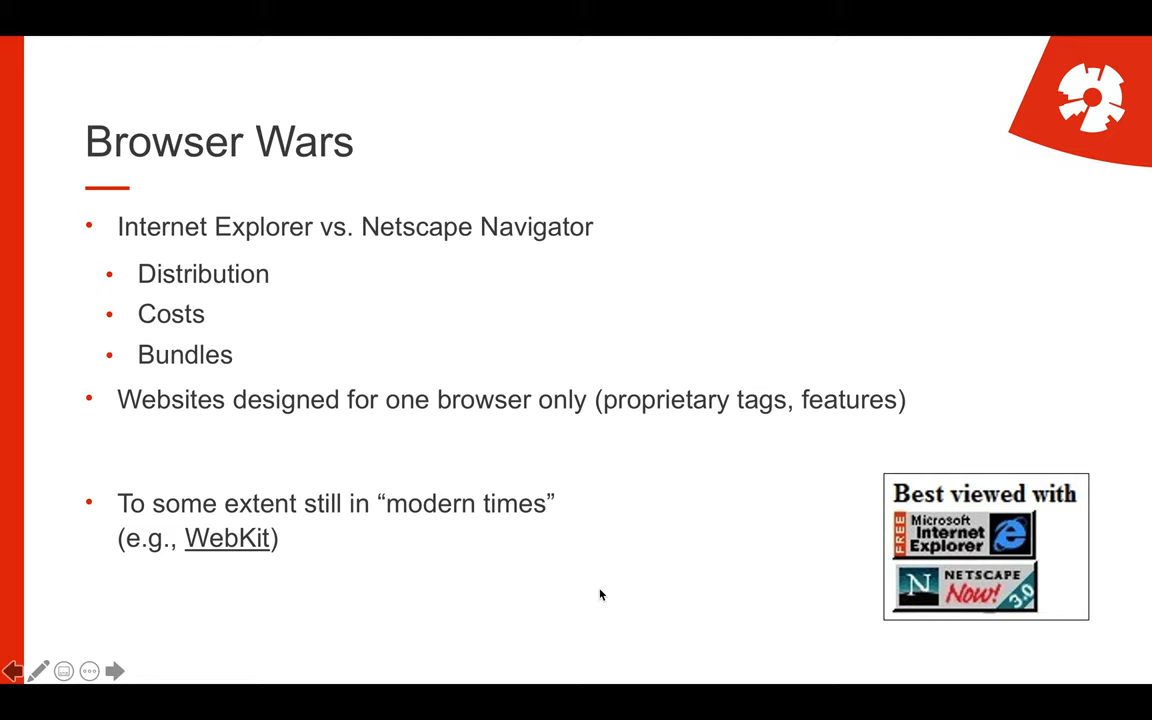 Browser Wars
• Internet Explorer vs. Netscape Navigator
• Distribution
• Costs
• Bundles
• Websites designed for one browser only (proprietary tags, features)
• To some extent still in “modern times”
(e.g., WebKit)
Best viewed with
FREE
Microsoft
Internet
Explorer
N NETSCAPE
Now! 3.0